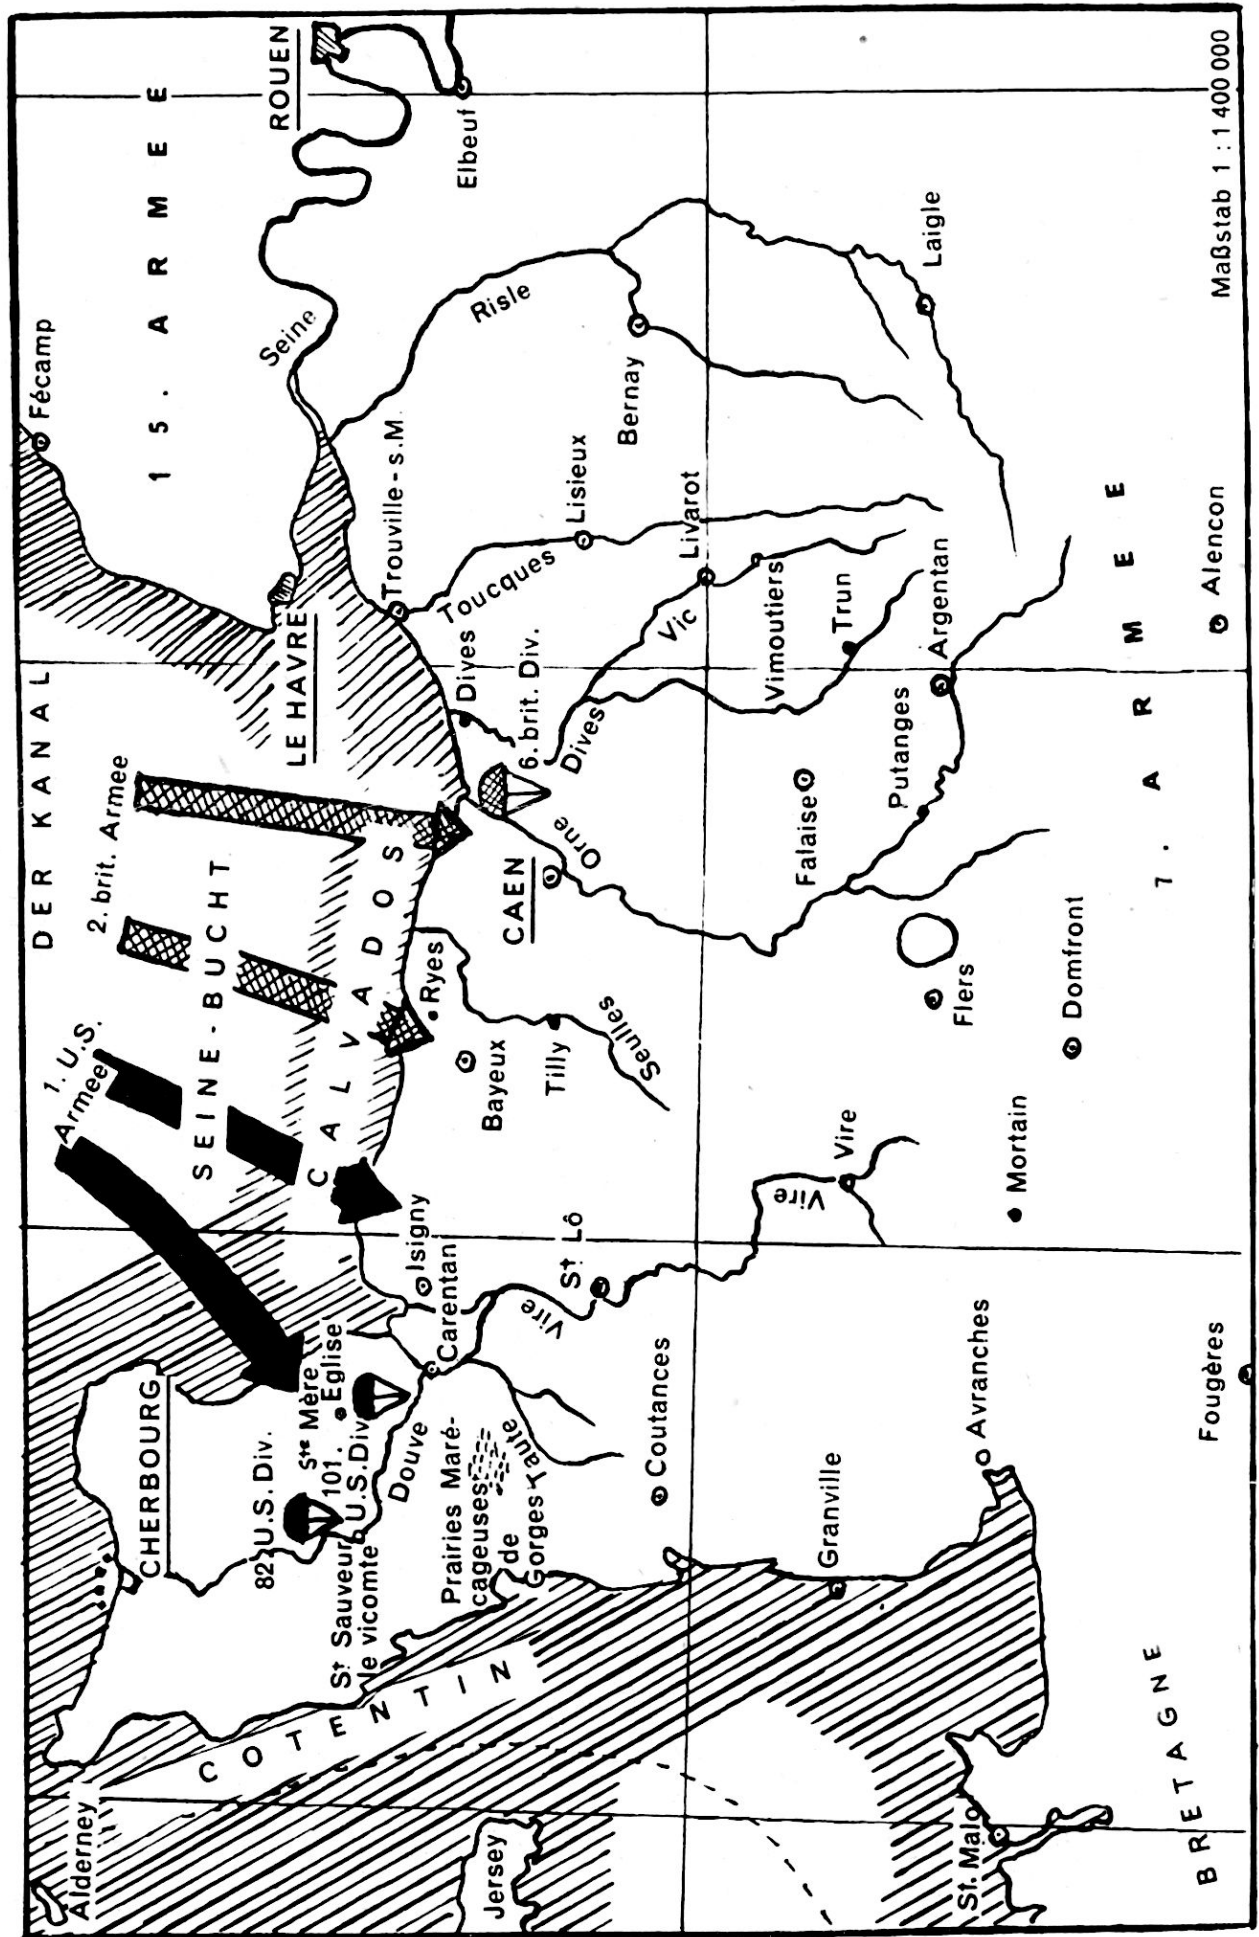 DER KANAL
Alderney
Fécamp
1. U.S.
Armee
2. brit. Armee
CHERBOURG
15. ARMEE
SEINE-BUCHT
COTENTIN
82. U.S. Div.
Ste Mère
Eglise
101.
U.S. Div.
LE HAVRE
Seine
ROUEN
St Sauveur
le vicomte
CALVADOS
Douve
Isigny
Carentan
Ryes
Trouville-s.M.
Toucques
Dives
Risle
Elbeuf
Prairies Maré-
cageuses
de
Gorges
Taute
Jersey
Bayeux
Tilly
CAEN
6. brit. Div.
Dives
Orne
Lisieux
Vire
St Lô
Seulles
Vic
Livarot
Bernay
Coutances
Granville
Vire
Vire
Falaise
Vimoutiers
Trun
Putanges
Argentan
Laigle
Flers
Avranches
Mortain
Domfront
St. Malo
7. ARMEE
BRETAGNE
Fougères
Alencon
Maßstab 1 : 1 400 000